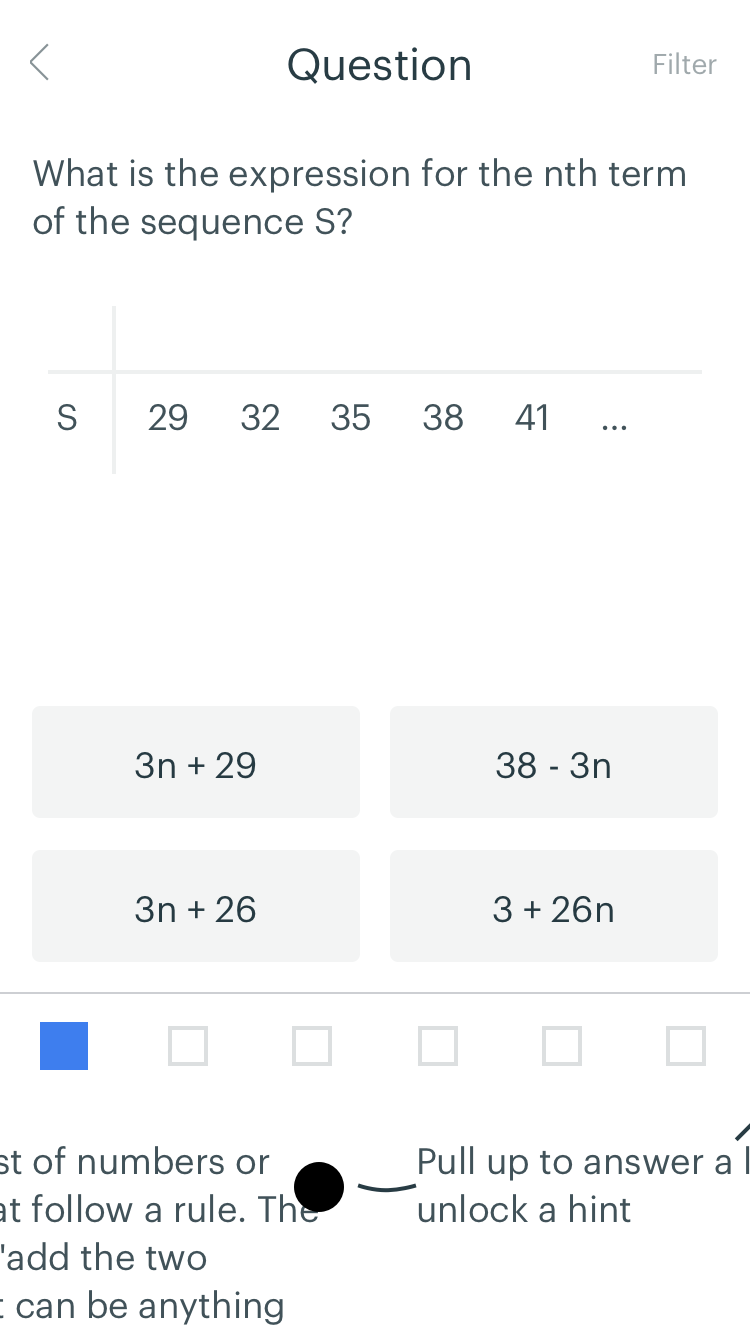 Question
Filter
What is the expression for the nth term
of the sequence S?
S 29 32 35 38 41 ...
3n + 29
38 - 3n
3n + 26
3 + 26n
st of numbers or
at follow a rule. The
"add the two
can be anything
Pull up to answer a
unlock a hint